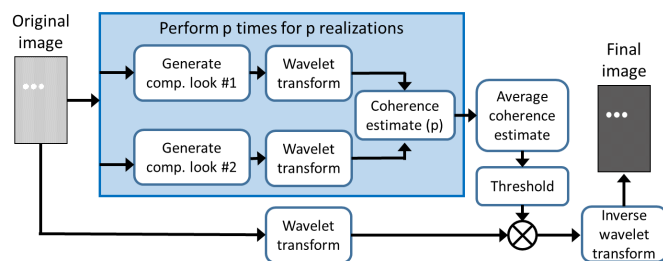 Original
image
Perform p times for p realizations
Generate
comp. look #1
Wavelet
transform
Generate
comp. look #2
Wavelet
transform
Coherence
estimate (p)
Average
coherence
estimate
Threshold
Wavelet
transform
Inverse
wavelet
transform
Final
image